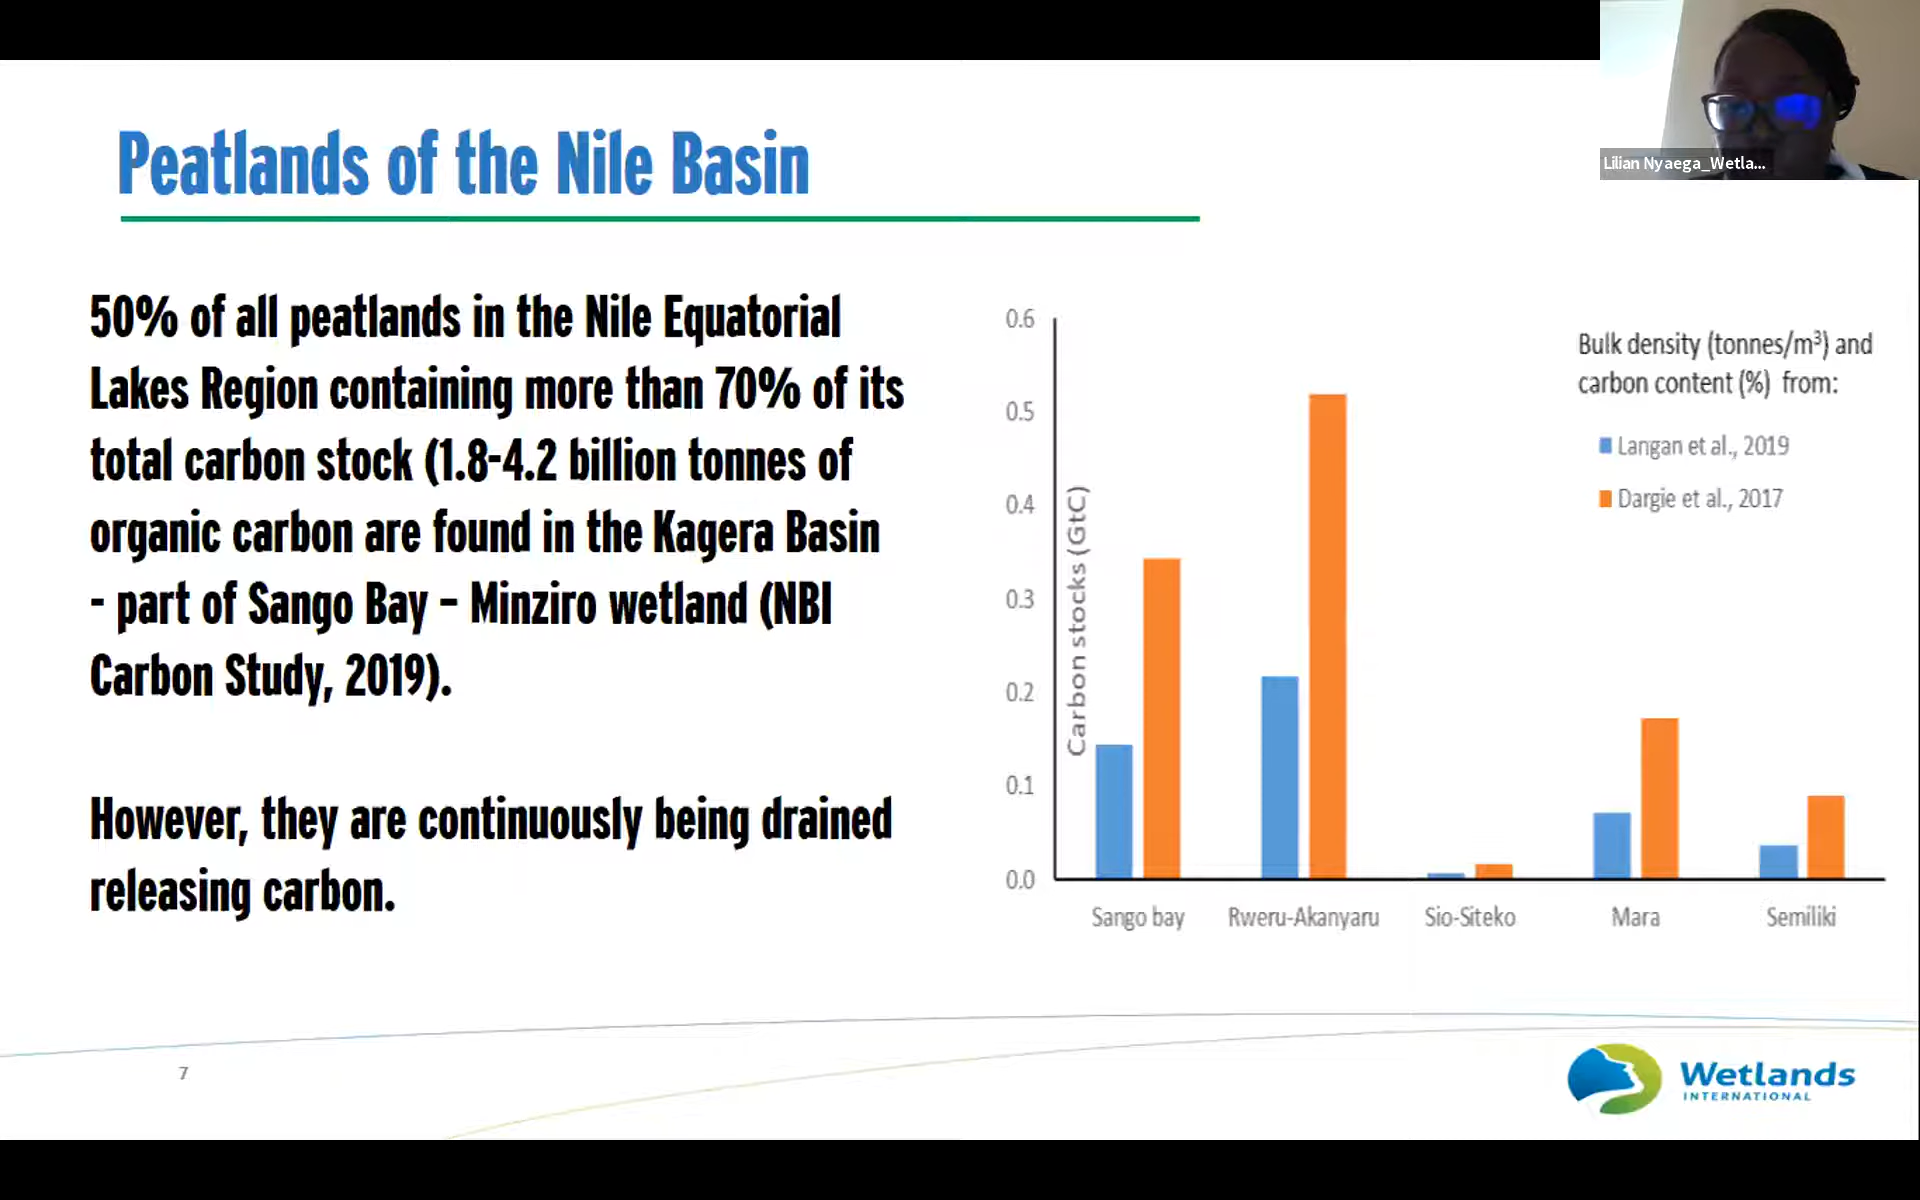 Lilian Nyaega_Wetla...
Peatlands of the Nile Basin
50% of all peatlands in the Nile Equatorial
Lakes Region containing more than 70% of its
total carbon stock (1.8-4.2 billion tonnes of
organic carbon are found in the Kagera Basin
- part of Sango Bay – Minziro wetland (NBI
Carbon Study, 2019).
However, they are continuously being drained
releasing carbon.
0.6
0.5
0.4
0.3
0.2
0.1
0.0
Carbon stocks (GtC)
Bulk density (tonnes/m³) and
carbon content (%) from:
Langan et al., 2019
Dargie et al., 2017
Sango bay
Rweru-Akanyaru
Sio-Siteko
Mara
Semiliki
7
Wetlands
INTERNATIONAL